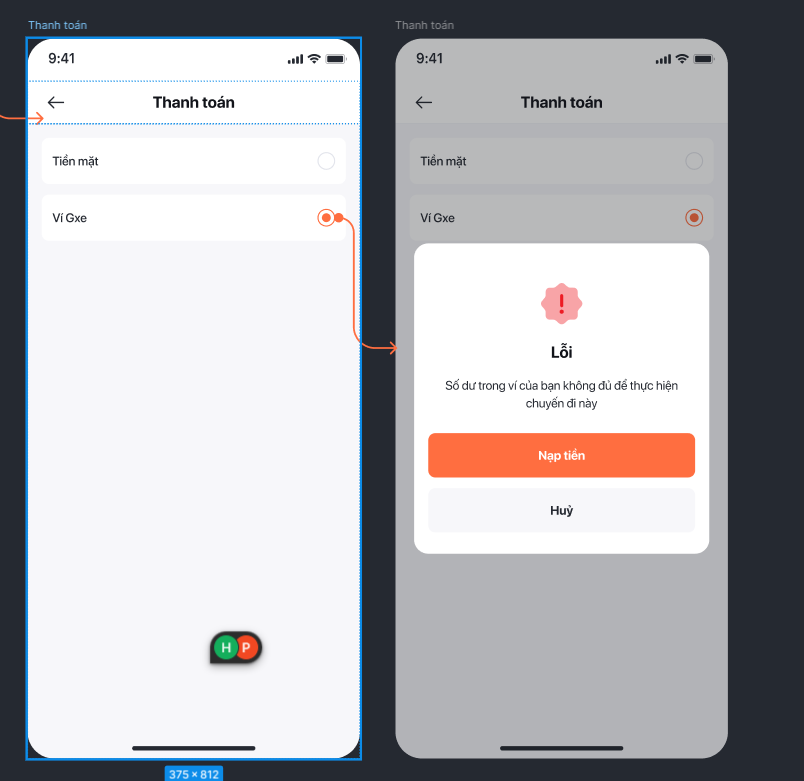 Thanh toán
9:41
Thanh toán
Tiền mặt
Ví Gxe
H P
375 × 812
Thanh toán
9:41
Thanh toán
Tiền mặt
Ví Gxe
Lỗi
Số dư trong ví của bạn không đủ để thực hiện
chuyến đi này
Nạp tiền
Huỷ